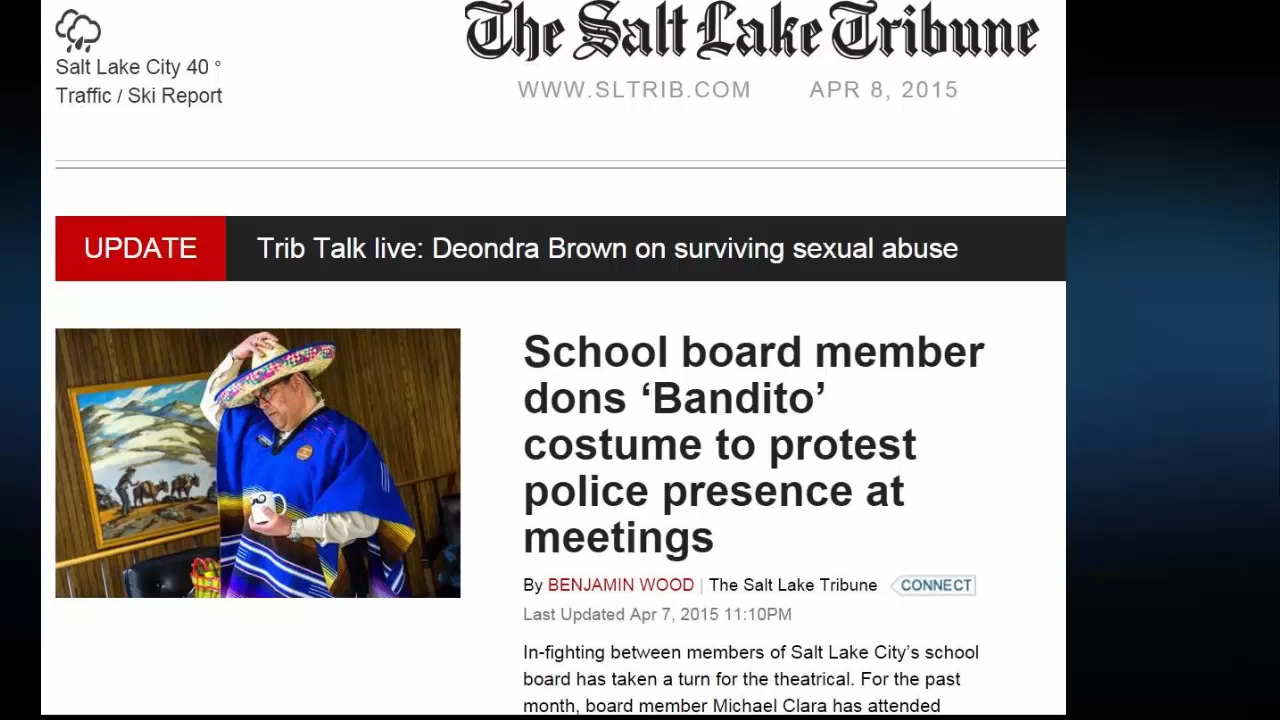 The Salt Lake Tribune
Salt Lake City 40 °
Traffic / Ski Report
WWW.SLTRIB.COM APR 8, 2015
UPDATE Trib Talk live: Deondra Brown on surviving sexual abuse
School board member
dons ‘Bandito’
costume to protest
police presence at
meetings
By BENJAMIN WOOD | The Salt Lake Tribune CONNECT
Last Updated Apr 7, 2015 11:10PM
In-fighting between members of Salt Lake City’s school
board has taken a turn for the theatrical. For the past
month, board member Michael Clara has attended